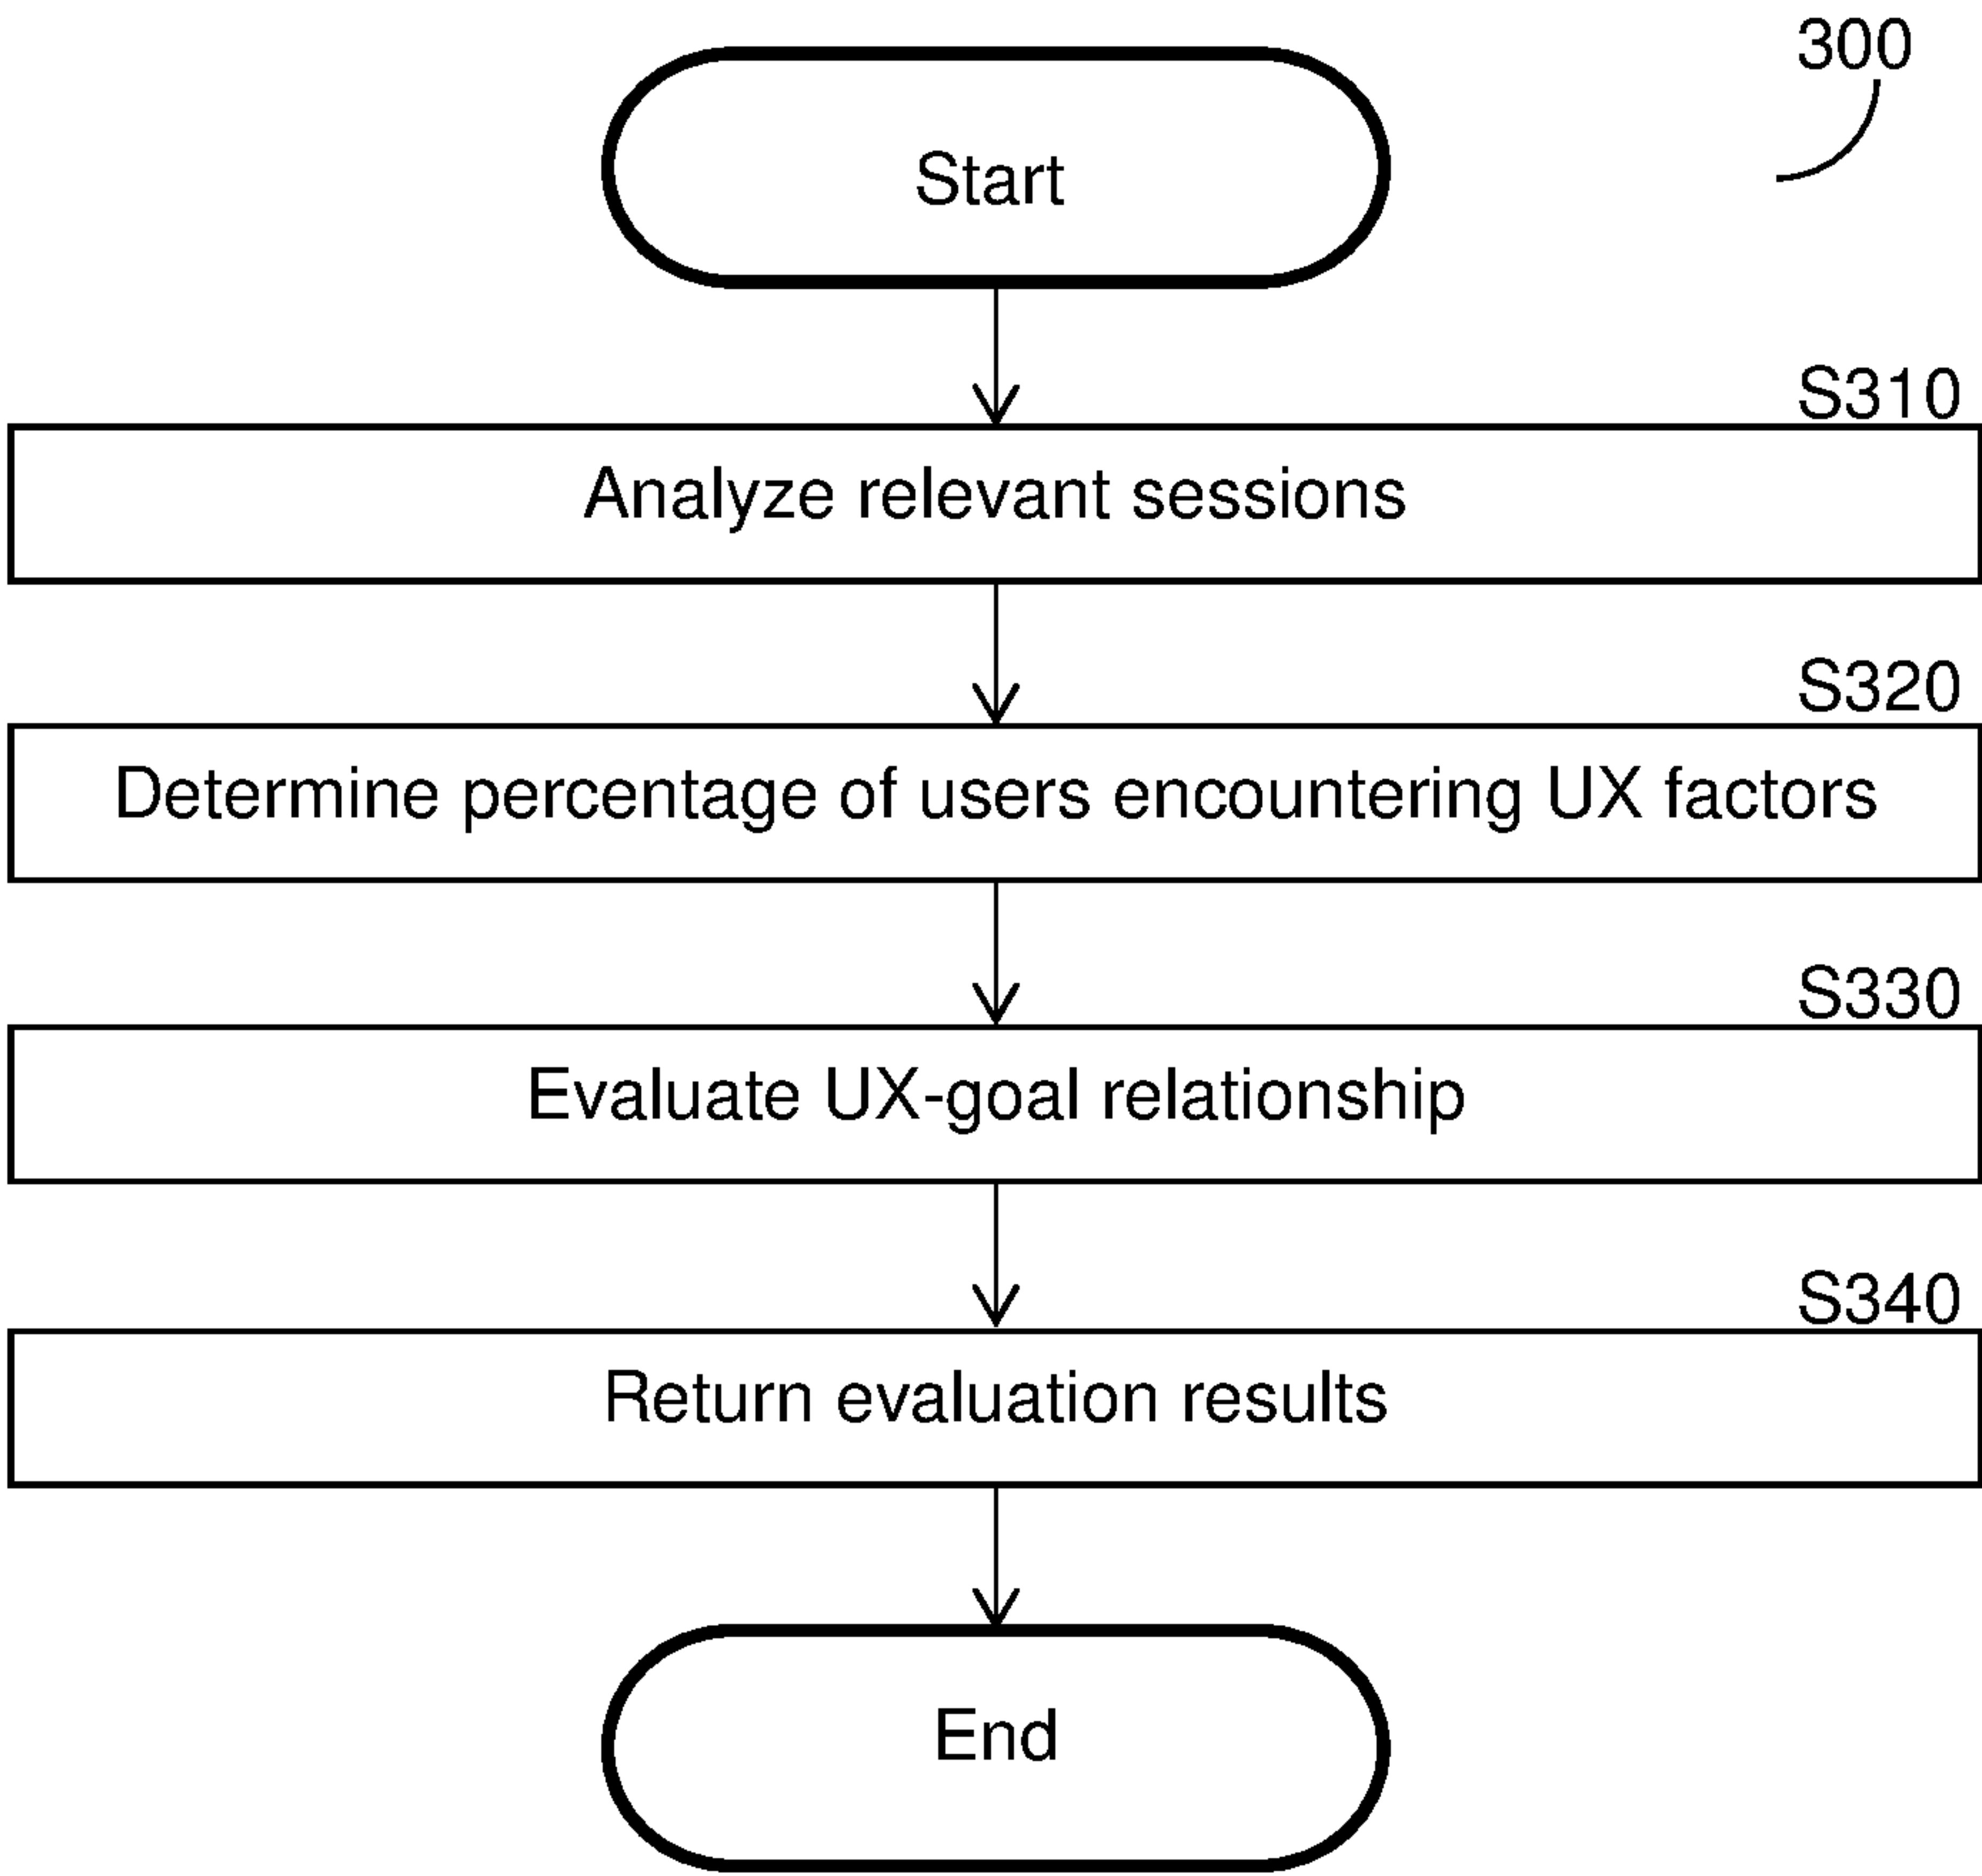 300
Start
S310
Analyze relevant sessions
S320
Determine percentage of users encountering UX factors
S330
Evaluate UX-goal relationship
S340
Return evaluation results
End